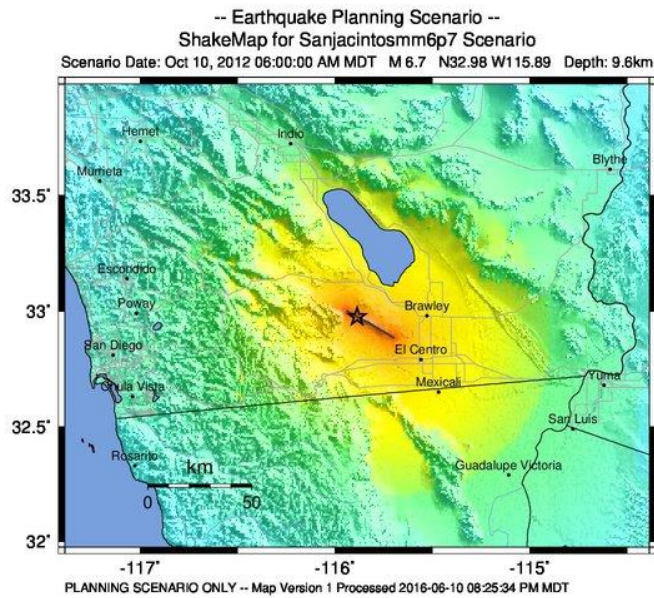 -- Earthquake Planning Scenario --
ShakeMap for Sanjacintosmm6p7 Scenario
Scenario Date: Oct 10, 2012 06:00:00 AM MDT M 6.7 N32.98 W115.89 Depth: 9.6km
Hemet
Indio
Blythe
Murrieta
33.5
Escondido
Poway
33
Brawley
San Diego
El Centro
Chula Vista
Mexicali
Yuma
32.5
San Luis
Rosarito
km
Guadalupe Victoria
0
50
32
-117
-116
-115
PLANNING SCENARIO ONLY -- Map Version 1 Processed 2016-06-10 08:25:34 PM MDT